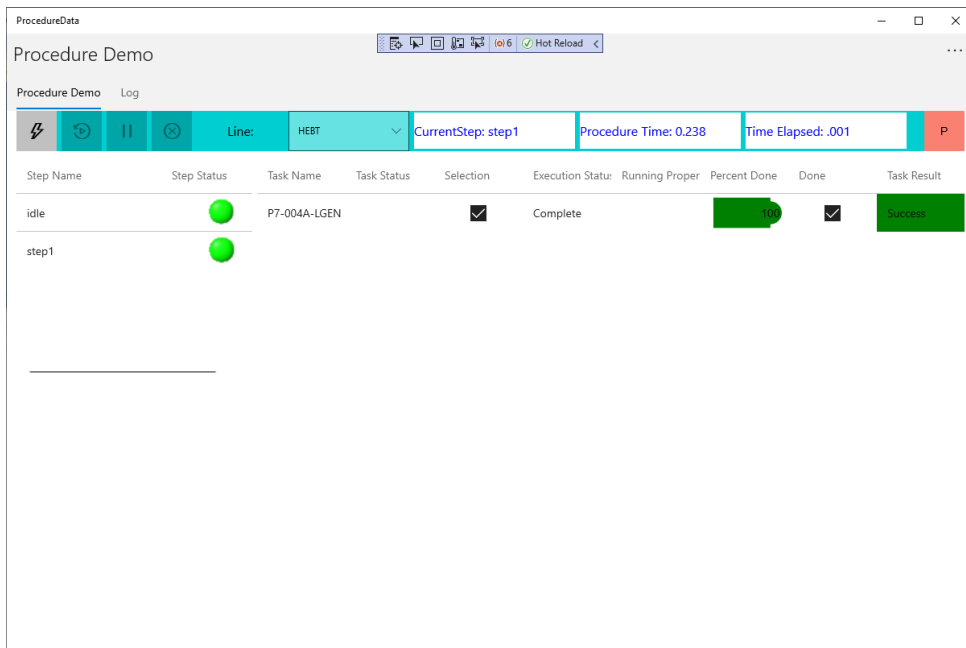 ProcedureData
6 Hot Reload
Procedure Demo
Procedure Demo Log
Line: HEBT CurrentStep: step1 Procedure Time: 0.238 Time Elapsed: .001 P
Step Name Step Status Task Name Task Status Selection Execution Status Running Proper Percent Done Done Task Result
idle P7-004A-LGEN Complete 100 Success
step1